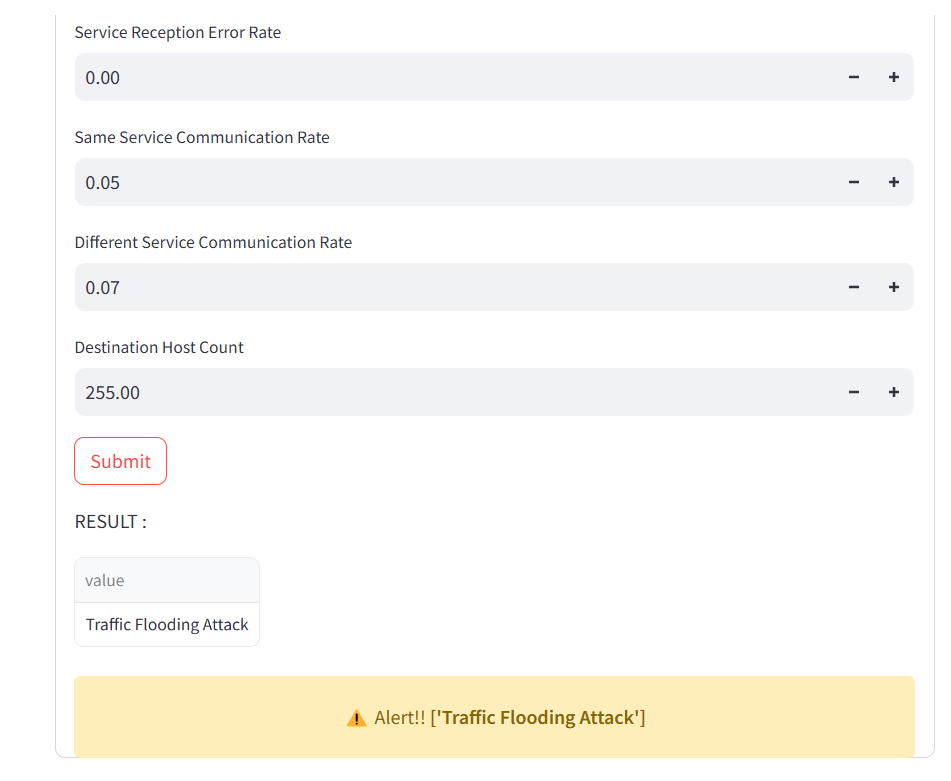 Service Reception Error Rate
0.00
Same Service Communication Rate
0.05
Different Service Communication Rate
0.07
Destination Host Count
255.00
Submit
RESULT :
value
Traffic Flooding Attack
Alert!! ['Traffic Flooding Attack']